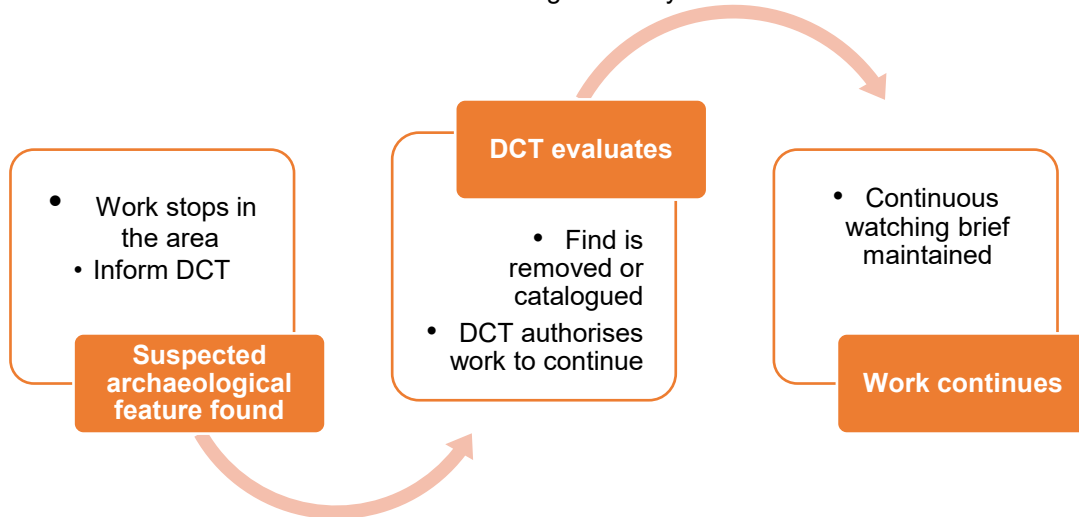 • Work stops in
the area
• Inform DCT
Suspected
archaeological
feature found
DCT evaluates
• Find is
removed or
catalogued
• DCT authorises
work to continue
• Continuous
watching brief
maintained
Work continues